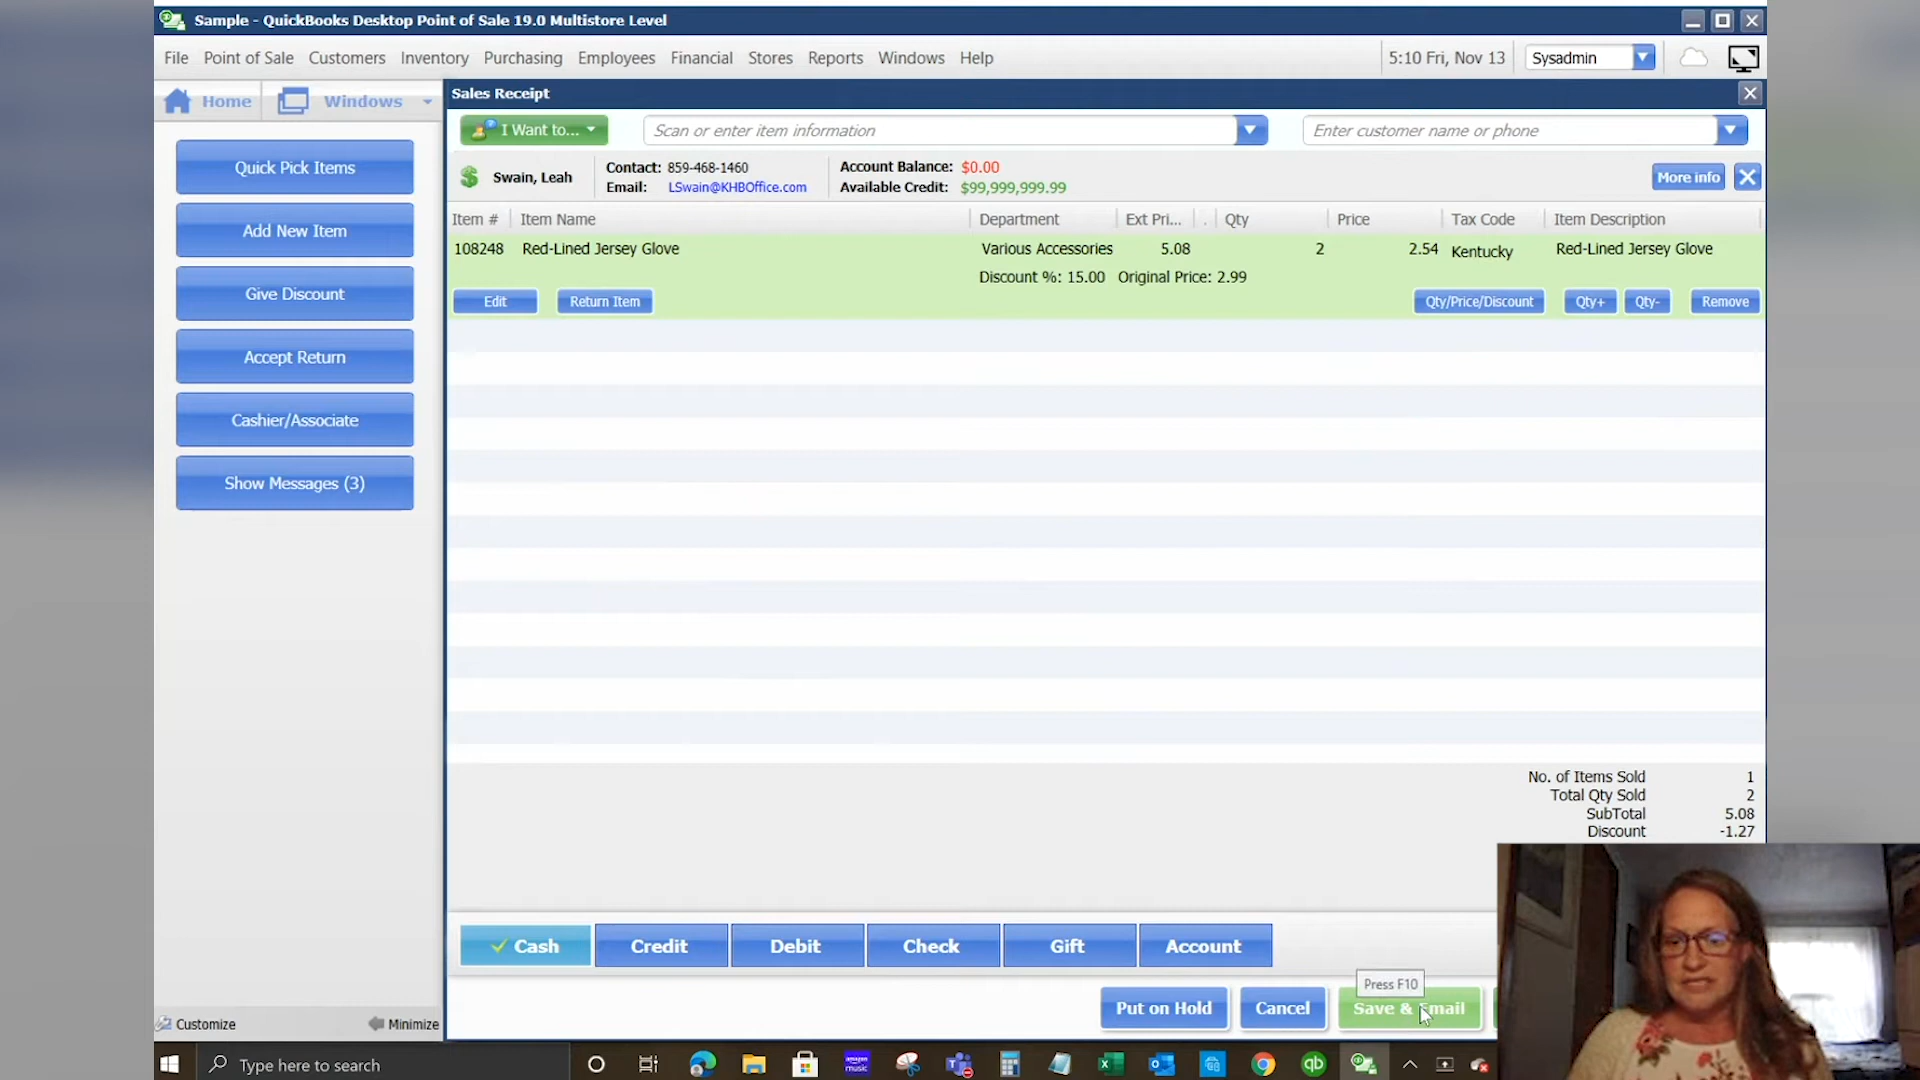 Sample - QuickBooks Desktop Point of Sale 19.0 Multistore Level
File Point of Sale Customers Inventory Purchasing Employees Financial Stores Reports Windows Help 5:10 Fri, Nov 13 Sysadmin
Home Windows
Sales Receipt
I Want to... Scan or enter item information Enter customer name or phone
Swain, Leah
Contact: 859-468-1460
Email: LSwain@KHBOffice.com
Account Balance: $0.00
Available Credit: $99,999,999.99
More info
Item # Item Name Department Ext Pri... . Qty Price Tax Code Item Description
108248 Red-Lined Jersey Glove Various Accessories 5.08 2 2.54 Kentucky Red-Lined Jersey Glove
Discount %: 15.00 Original Price: 2.99
Edit Return Item Qty/Price/Discount Qty+ Qty- Remove
Quick Pick Items
Add New Item
Give Discount
Accept Return
Cashier/Associate
Show Messages (3)
No. of Items Sold 1
Total Qty Sold 2
SubTotal 5.08
Discount -1.27
Cash Credit Debit Check Gift Account
Press F10
Put on Hold Cancel Save & Email
Customize Minimize
Type here to search
amazon music
qb